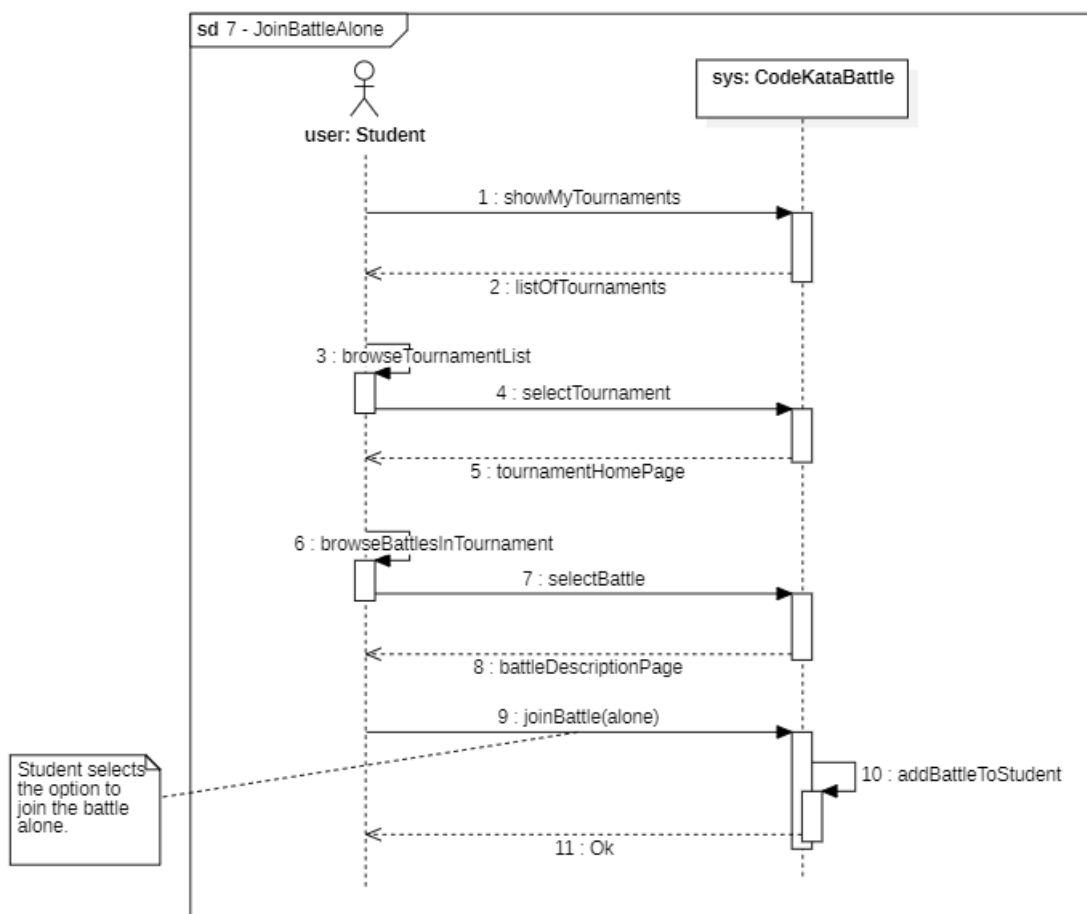 sd 7 - JoinBattleAlone
sys: CodeKataBattle
user: Student
1 : showMyTournaments
2 : listOfTournaments
3 : browseTournamentList
4 : selectTournament
5 : tournamentHomePage
6 : browseBattlesInTournament
7 : selectBattle
8 : battleDescriptionPage
9 : joinBattle(alone)
Student selects
the option to
join the battle
alone.
10 : addBattleToStudent
11 : Ok